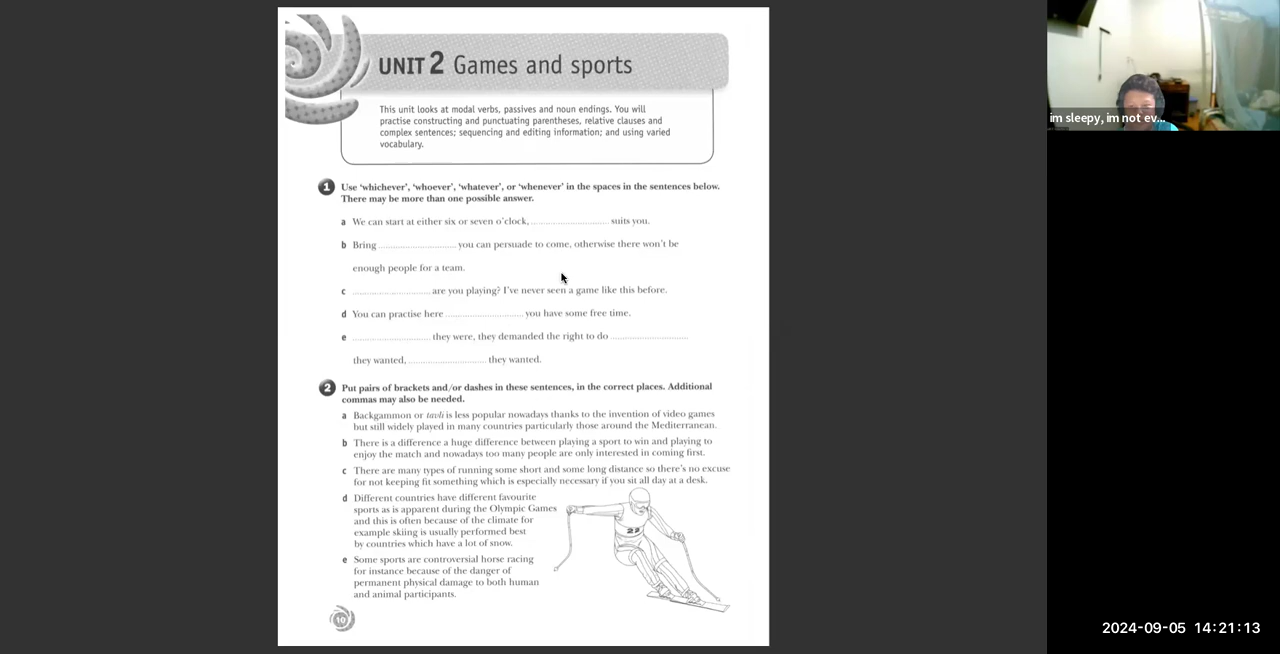 UNIT 2 Games and sports
This unit looks at modal verbs, passives and noun endings. You will
practise constructing and punctuating parentheses, relative clauses and
complex sentences; sequencing and editing information; and using varied
vocabulary.
1 Use ‘whichever’, ‘whoever’, ‘whatever’, or ‘whenever’ in the spaces in the sentences below.
There may be more than one possible answer.
a We can start at either six or seven o’clock, .............................. suits you.
b Bring .............................. you can persuade to come, otherwise there won’t be
enough people for a team.
c .............................. are you playing? I’ve never seen a game like this before.
d You can practise here .............................. you have some free time.
e .............................. they were, they demanded the right to do ..............................
they wanted, .............................. they wanted.
2 Put pairs of brackets and/or dashes in these sentences, in the correct places. Additional
commas may also be needed.
a Backgammon or tavli is less popular nowadays thanks to the invention of video games
but still widely played in many countries particularly those around the Mediterranean.
b There is a difference a huge difference between playing a sport to win and playing to
enjoy the match and nowadays too many people are only interested in coming first.
c There are many types of running some short and some long distance so there’s no excuse
for not keeping fit something which is especially necessary if you sit all day at a desk.
d Different countries have different favourite
sports as is apparent during the Olympic Games
and this is often because of the climate for
example skiing is usually performed best
by countries which have a lot of snow.
e Some sports are controversial horse racing
for instance because of the danger of
permanent physical damage to both human
and animal participants.
22
10
im sleepy, im not ev...
2024-09-05 14:21:13